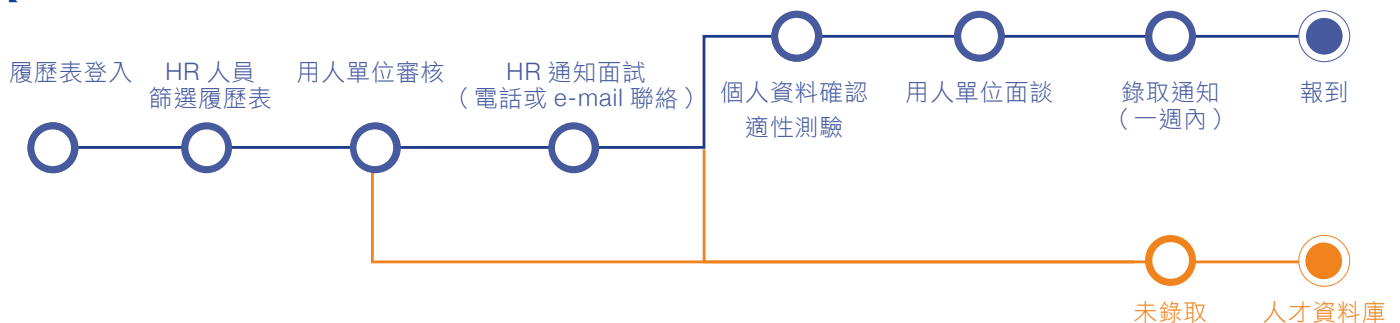 履歷表登入
HR 人員
篩選履歷表
用人單位審核
HR 通知面試
（電話或 e-mail 聯絡）
個人資料確認
適性測驗
用人單位面談
錄取通知
（一週內）
報到
未錄取
人才資料庫